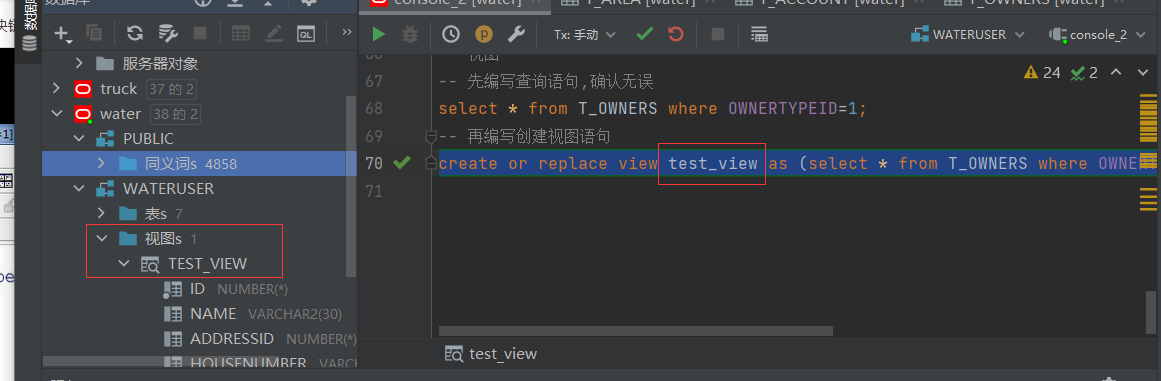 数据库
console_2 [water]
T_AREA [water]
T_ACCOUNT [water]
T_OWNERS [water]
QL
Tx: 手动
WATERUSER
console_2
服务器对象
truck 37 的 2
water 38 的 2
PUBLIC
同义词s 4858
WATERUSER
表s 7
视图s 1
TEST_VIEW
ID NUMBER(*)
NAME VARCHAR2(30)
ADDRESSID NUMBER(*)
HOUSENUMBER VARC
视图
24 2
67 -- 先编写查询语句,确认无误
68 select * from T_OWNERS where OWNERTYPEID=1;
69 -- 再编写创建视图语句
70 create or replace view test_view as (select * from T_OWNERS where OWNE
71
test_view